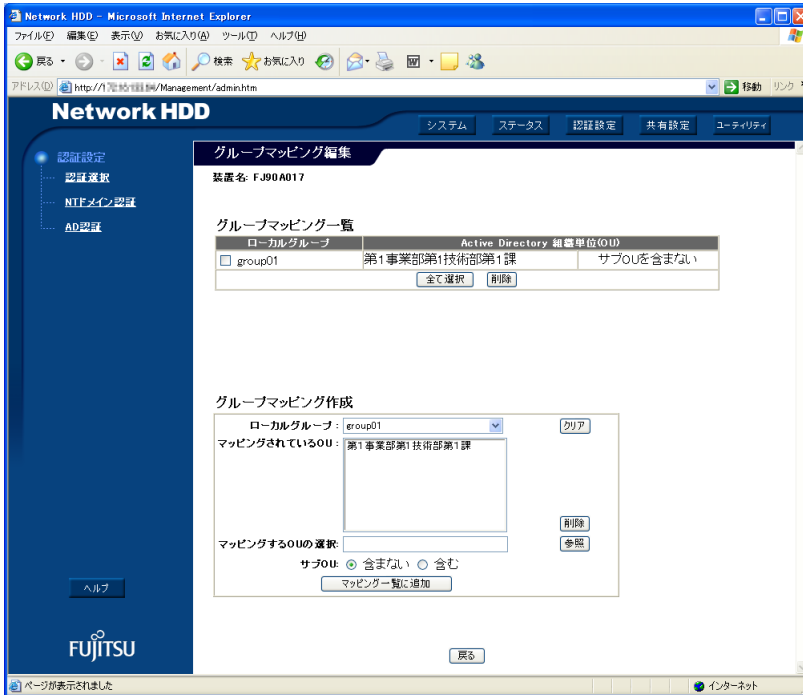 Network HDD - Microsoft Internet Explorer
ファイル(F) 編集(E) 表示(V) お気に入り(A) ツール(T) ヘルプ(H)
戻る 検索 お気に入り
アドレス(D) http://1 /Management/admin.htm 移動 リンク
Network HDD
システム ステータス 認証設定 共有設定 ユーティリティ
認証設定
認証選択
NTドメイン認証
AD認証
グループマッピング編集
装置名: FJ90A017
グループマッピング一覧
ローカルグループ Active Directory 組織単位(OU)
group01 第1事業部第1技術部第1課 サブOUを含まない
全て選択 削除
グループマッピング作成
ローカルグループ : group01 クリア
マッピングされているOU : 第1事業部第1技術部第1課
削除
マッピングするOUの選択: 参照
サブOU: 含まない 含む
マッピング一覧に追加
ヘルプ
FUJITSU
戻る
ページが表示されました インターネット